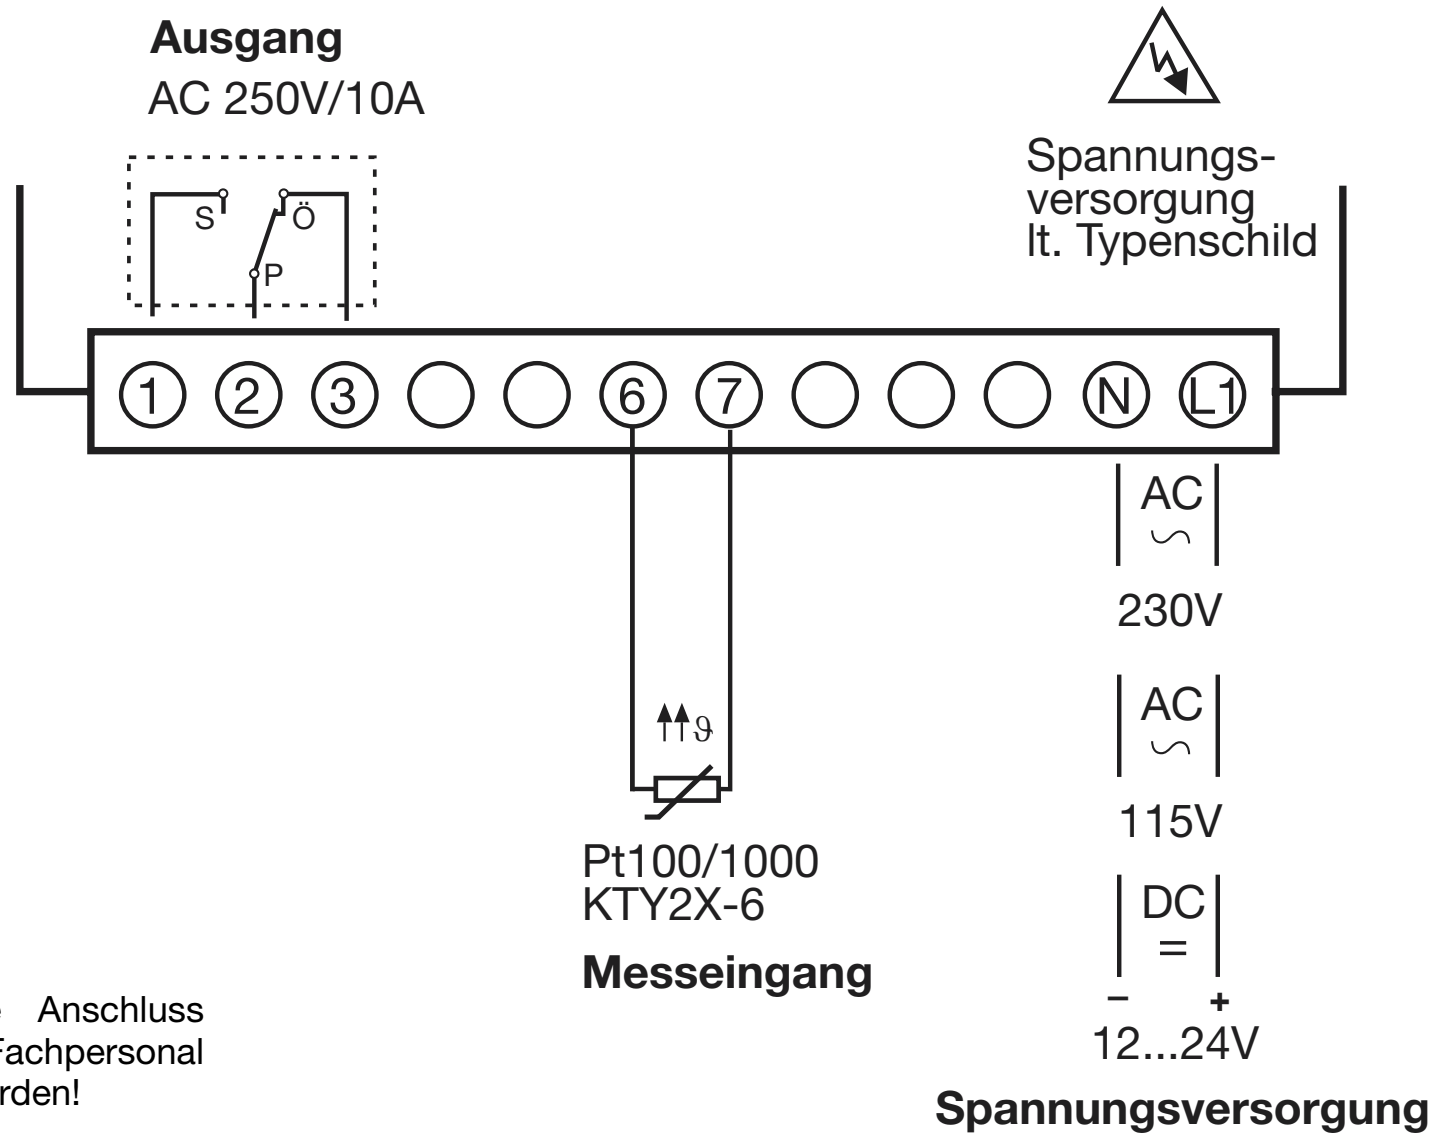 Ausgang
AC 250V/10A
S
Ö
P
Spannungs-
versorgung
lt. Typenschild
1 2 3 6 7 N L1
AC
230V
AC
115V
DC
=
– +
12...24V
Spannungsversorgung
ϑ
Pt100/1000
KTY2X-6
Messeingang
Anschluss
Fachpersonal
rden!